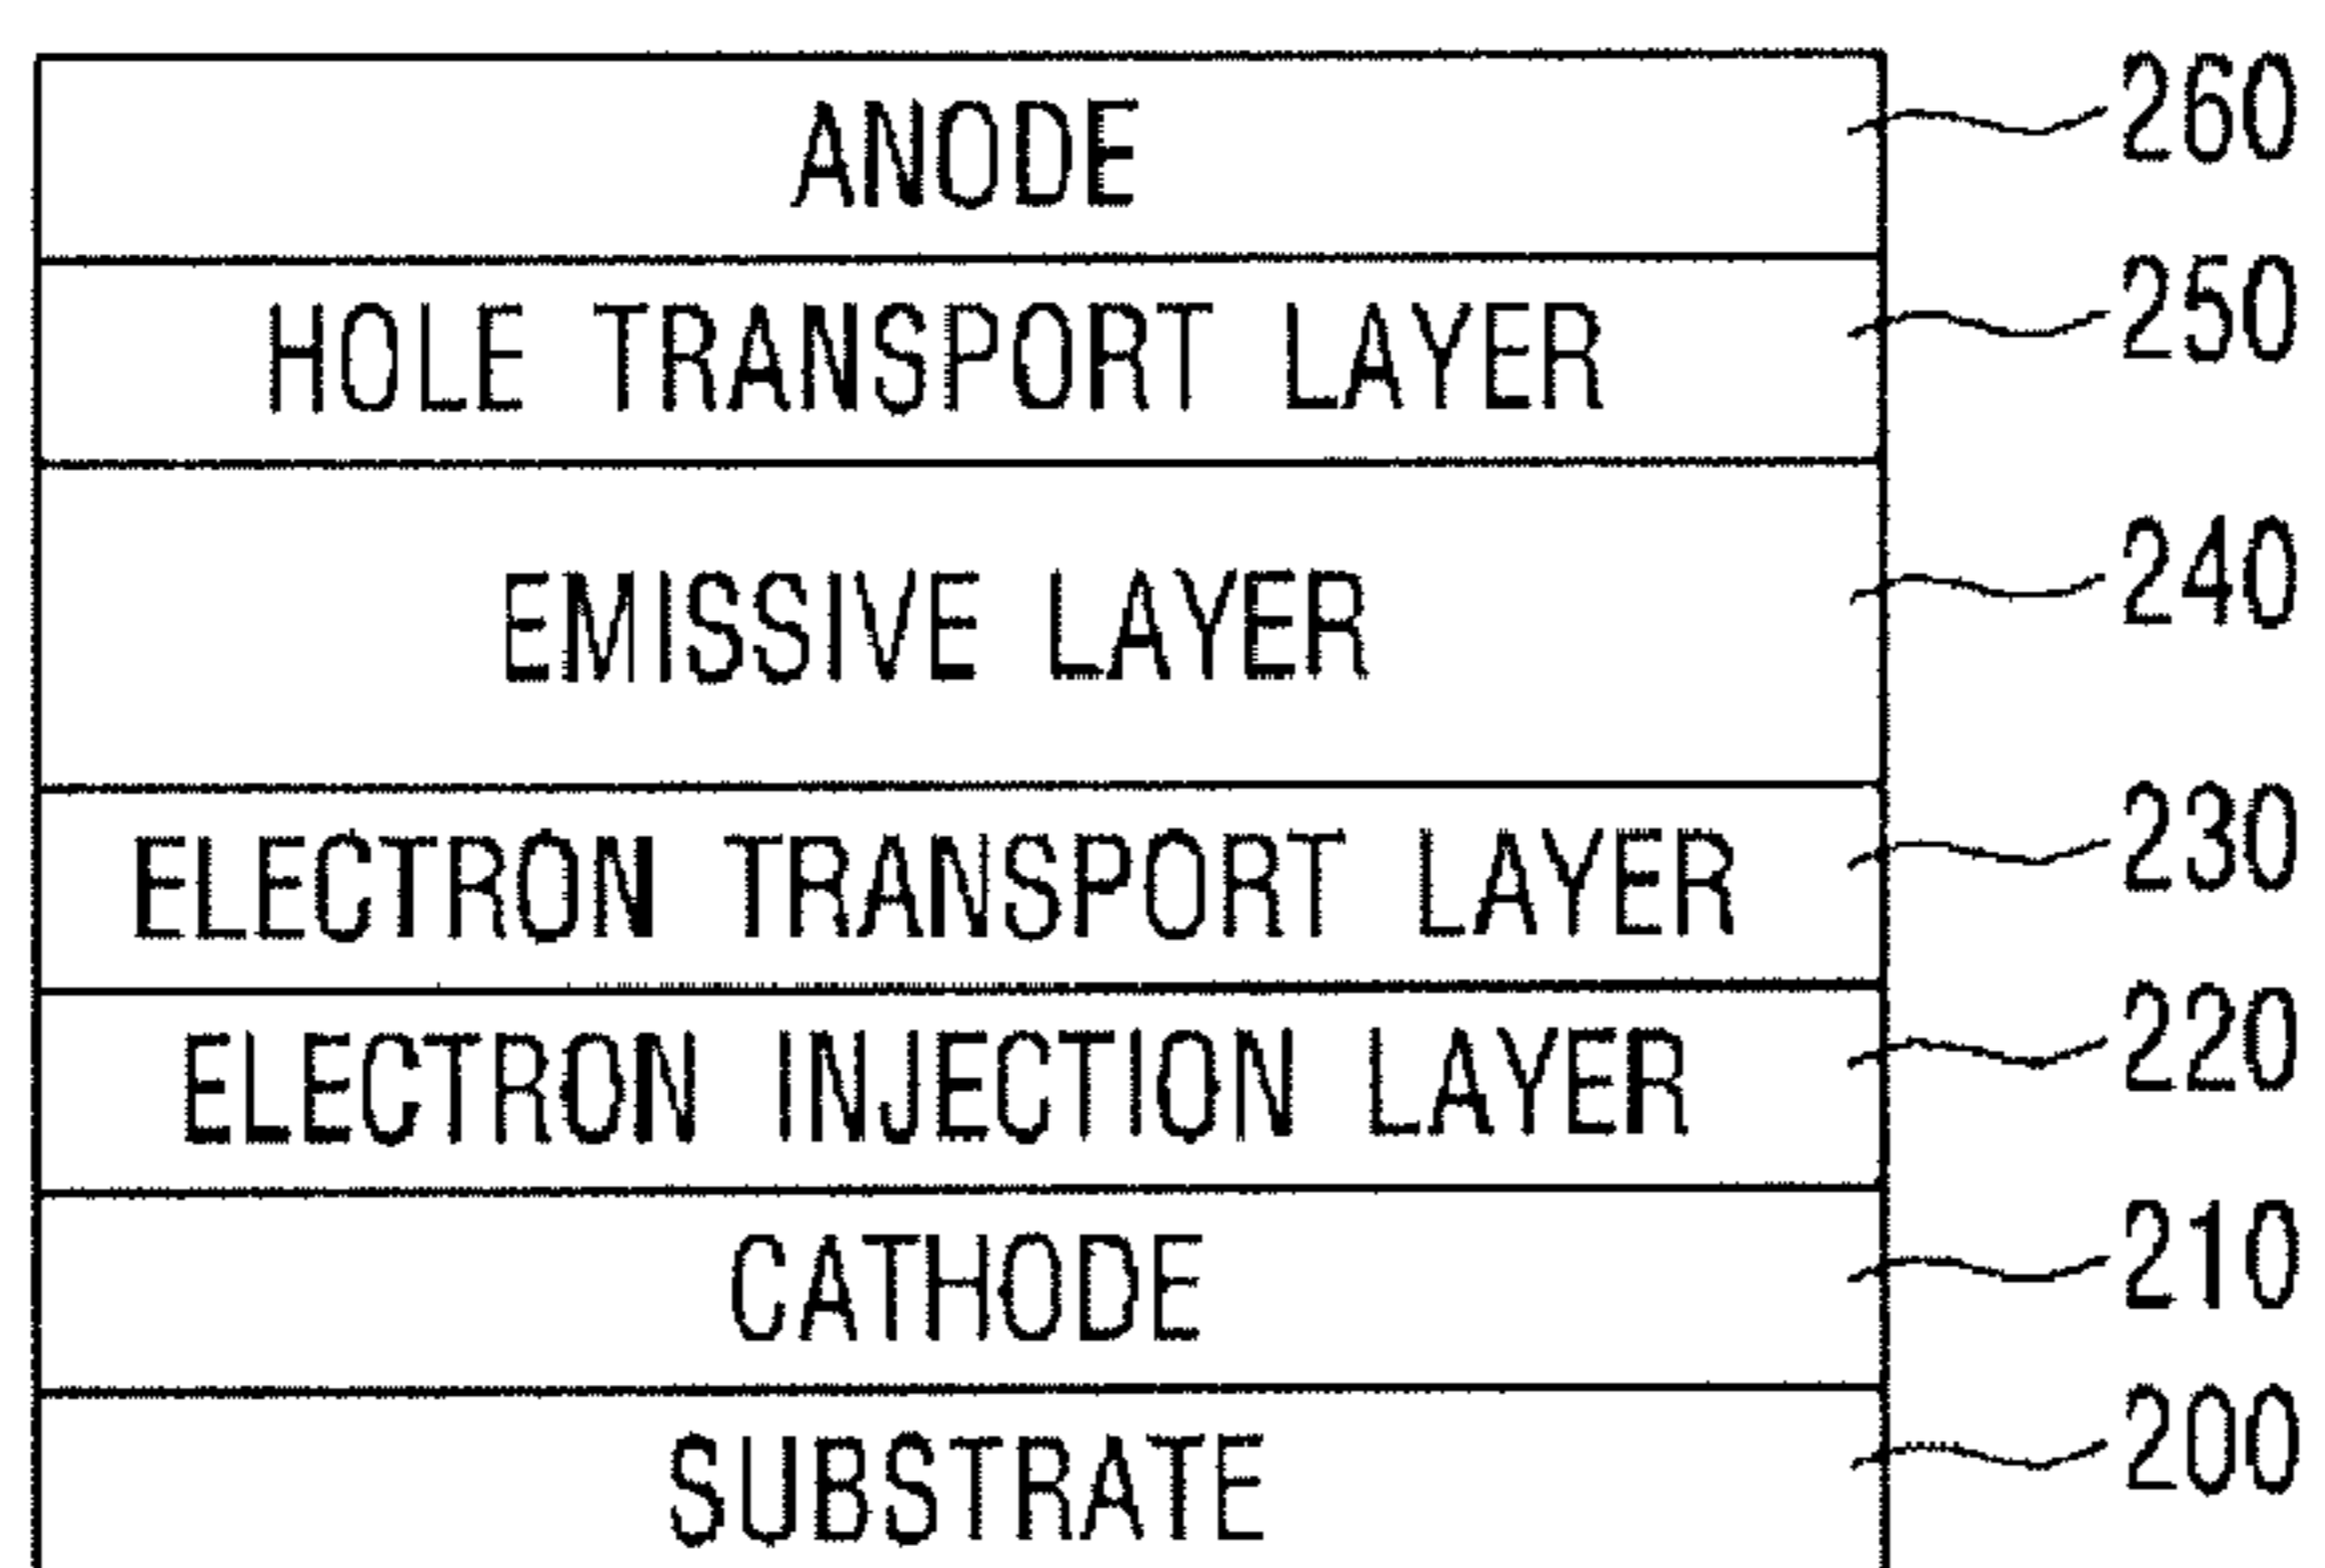 ANODE 260
HOLE TRANSPORT LAYER 250
EMISSIVE LAYER 240
ELECTRON TRANSPORT LAYER 230
ELECTRON INJECTION LAYER 220
CATHODE 210
SUBSTRATE 200